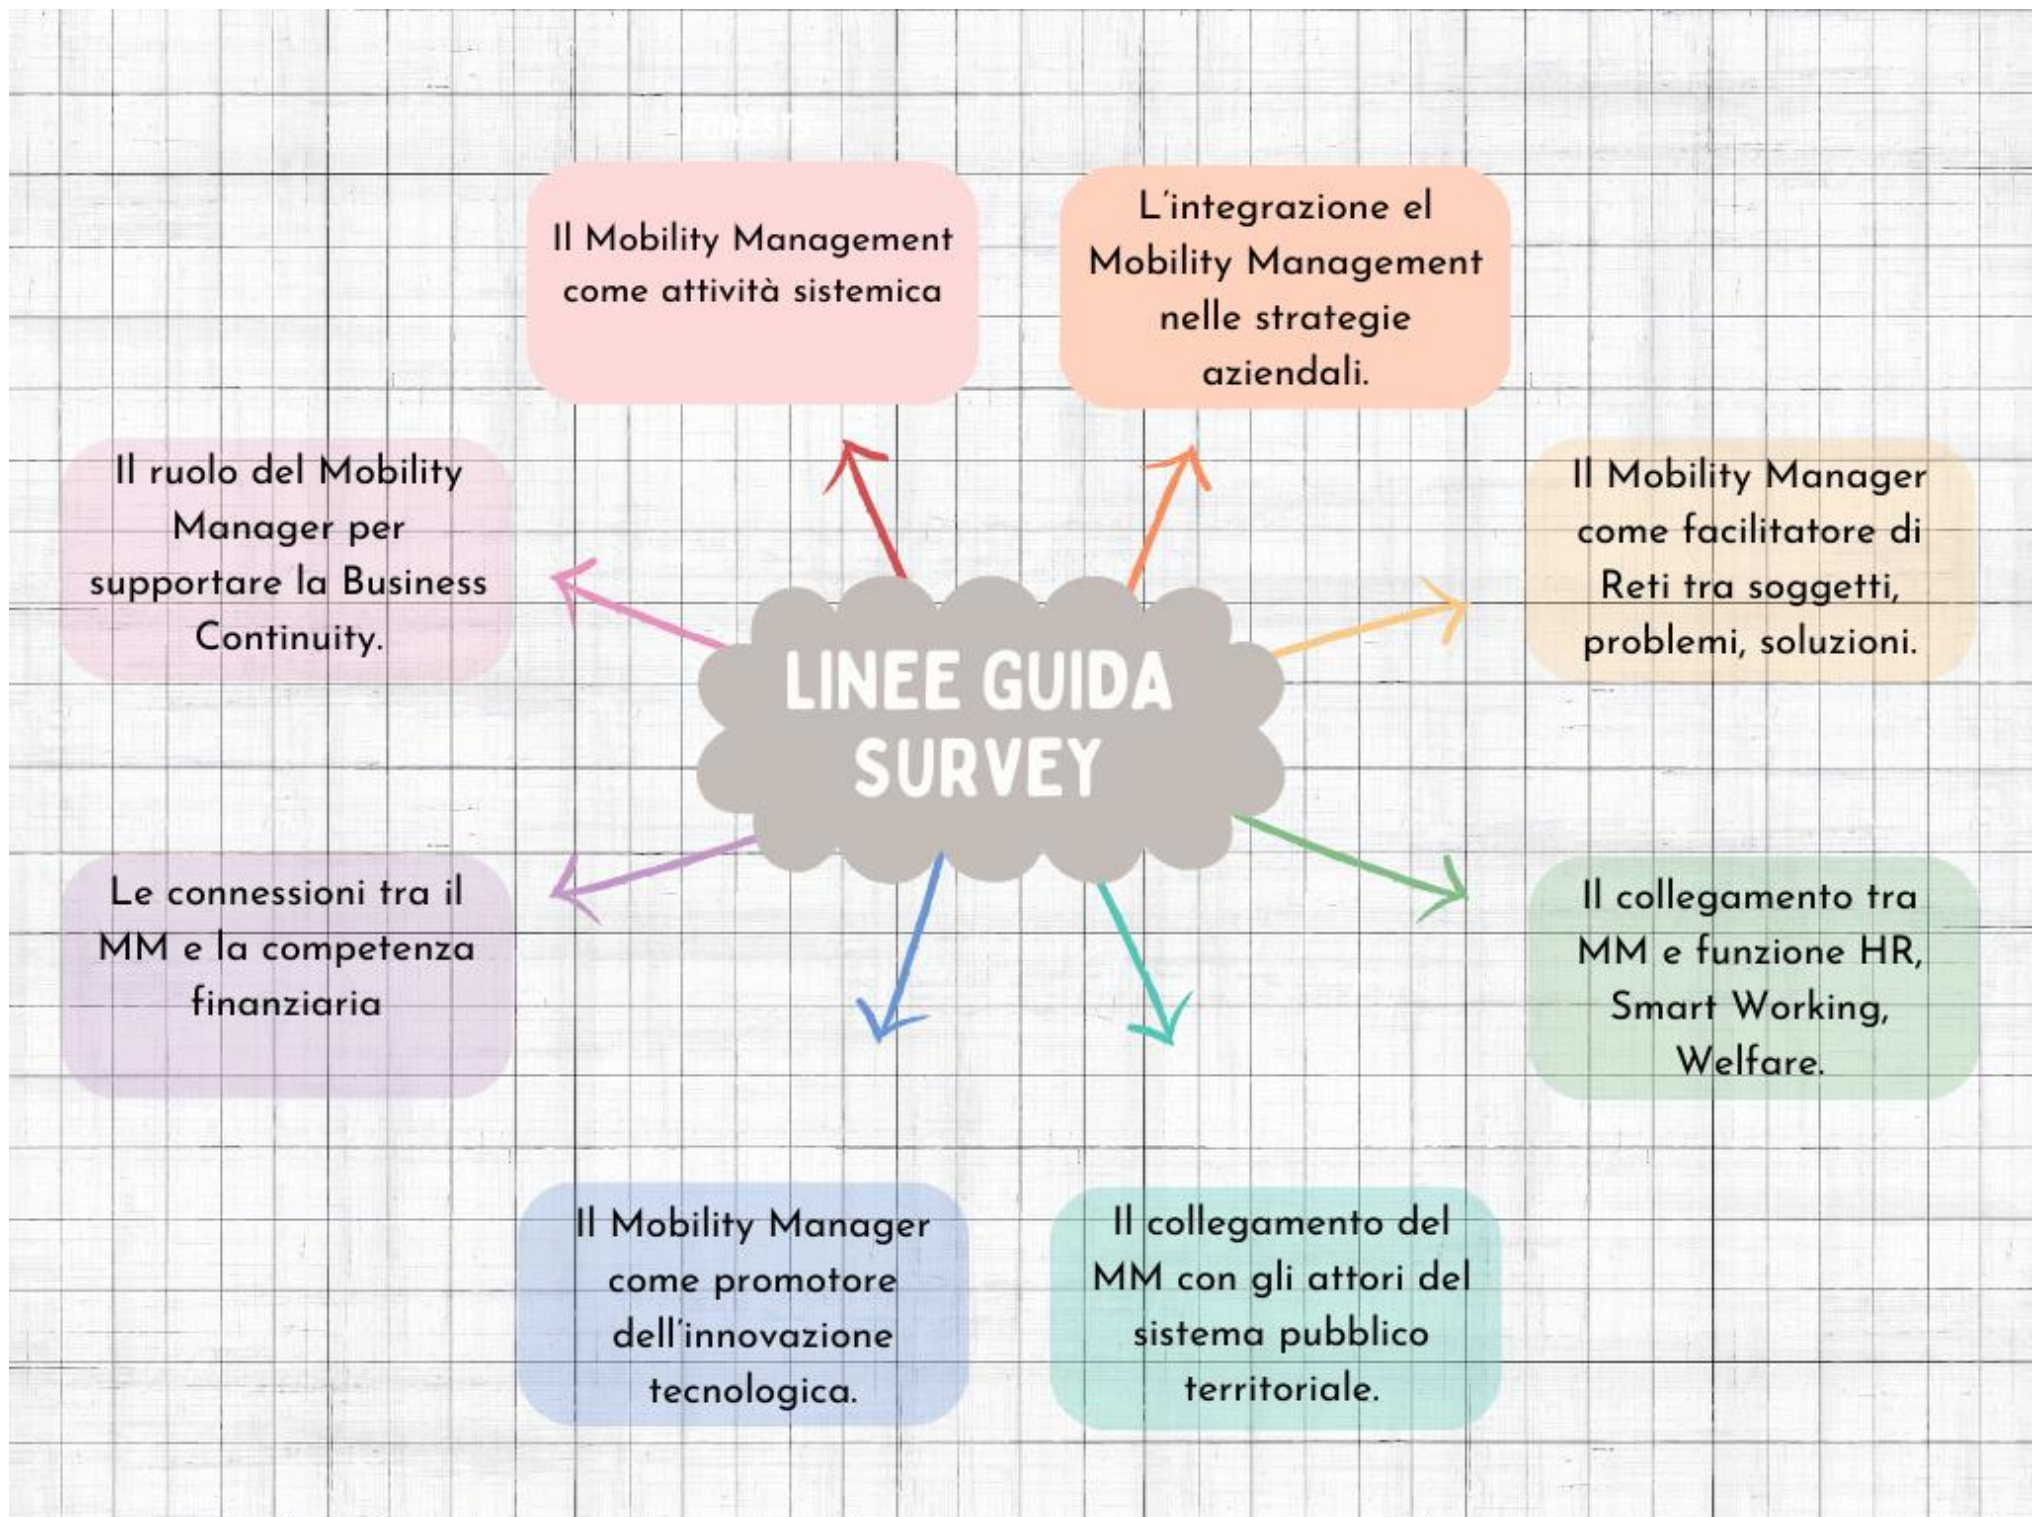 Il Mobility Management
come attività sistemica
L'integrazione el
Mobility Management
nelle strategie
aziendali.
Il ruolo del Mobility
Manager per
supportare la Business
Continuity.
Il Mobility Manager
come facilitatore di
Reti tra soggetti,
problemi, soluzioni.
LINEE GUIDA
SURVEY
Le connessioni tra il
MM e la competenza
finanziaria
Il collegamento tra
MM e funzione HR,
Smart Working,
Welfare.
Il Mobility Manager
come promotore
dell'innovazione
tecnologica.
Il collegamento del
MM con gli attori del
sistema pubblico
territoriale.